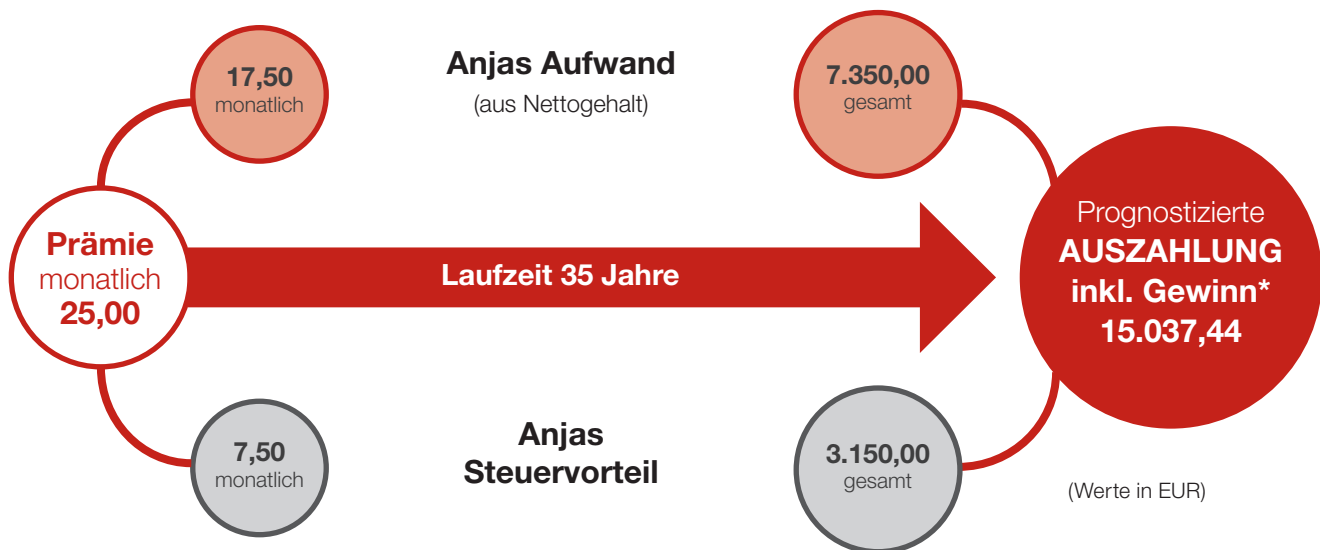 17,50
monatlich
Anjas Aufwand
(aus Nettogehalt)
7.350,00
gesamt
Prämie
monatlich
25,00
Laufzeit 35 Jahre
Prognostizierte
AUSZAHLUNG
inkl. Gewinn*
15.037,44
7,50
monatlich
Anjas
Steuervorteil
3.150,00
gesamt
(Werte in EUR)